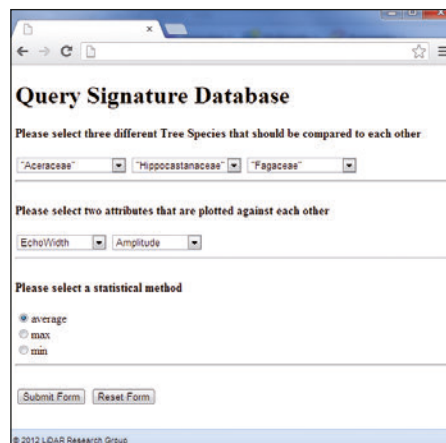 Query Signature Database
Please select three different Tree Species that should be compared to each other
"Aceraceae" "Hippocastanaceae" "Fagaceae"
Please select two attributes that are plotted against each other
EchoWidth Amplitude
Please select a statistical method
average
max
min
Submit Form Reset Form
© 2012 LiDAR Research Group